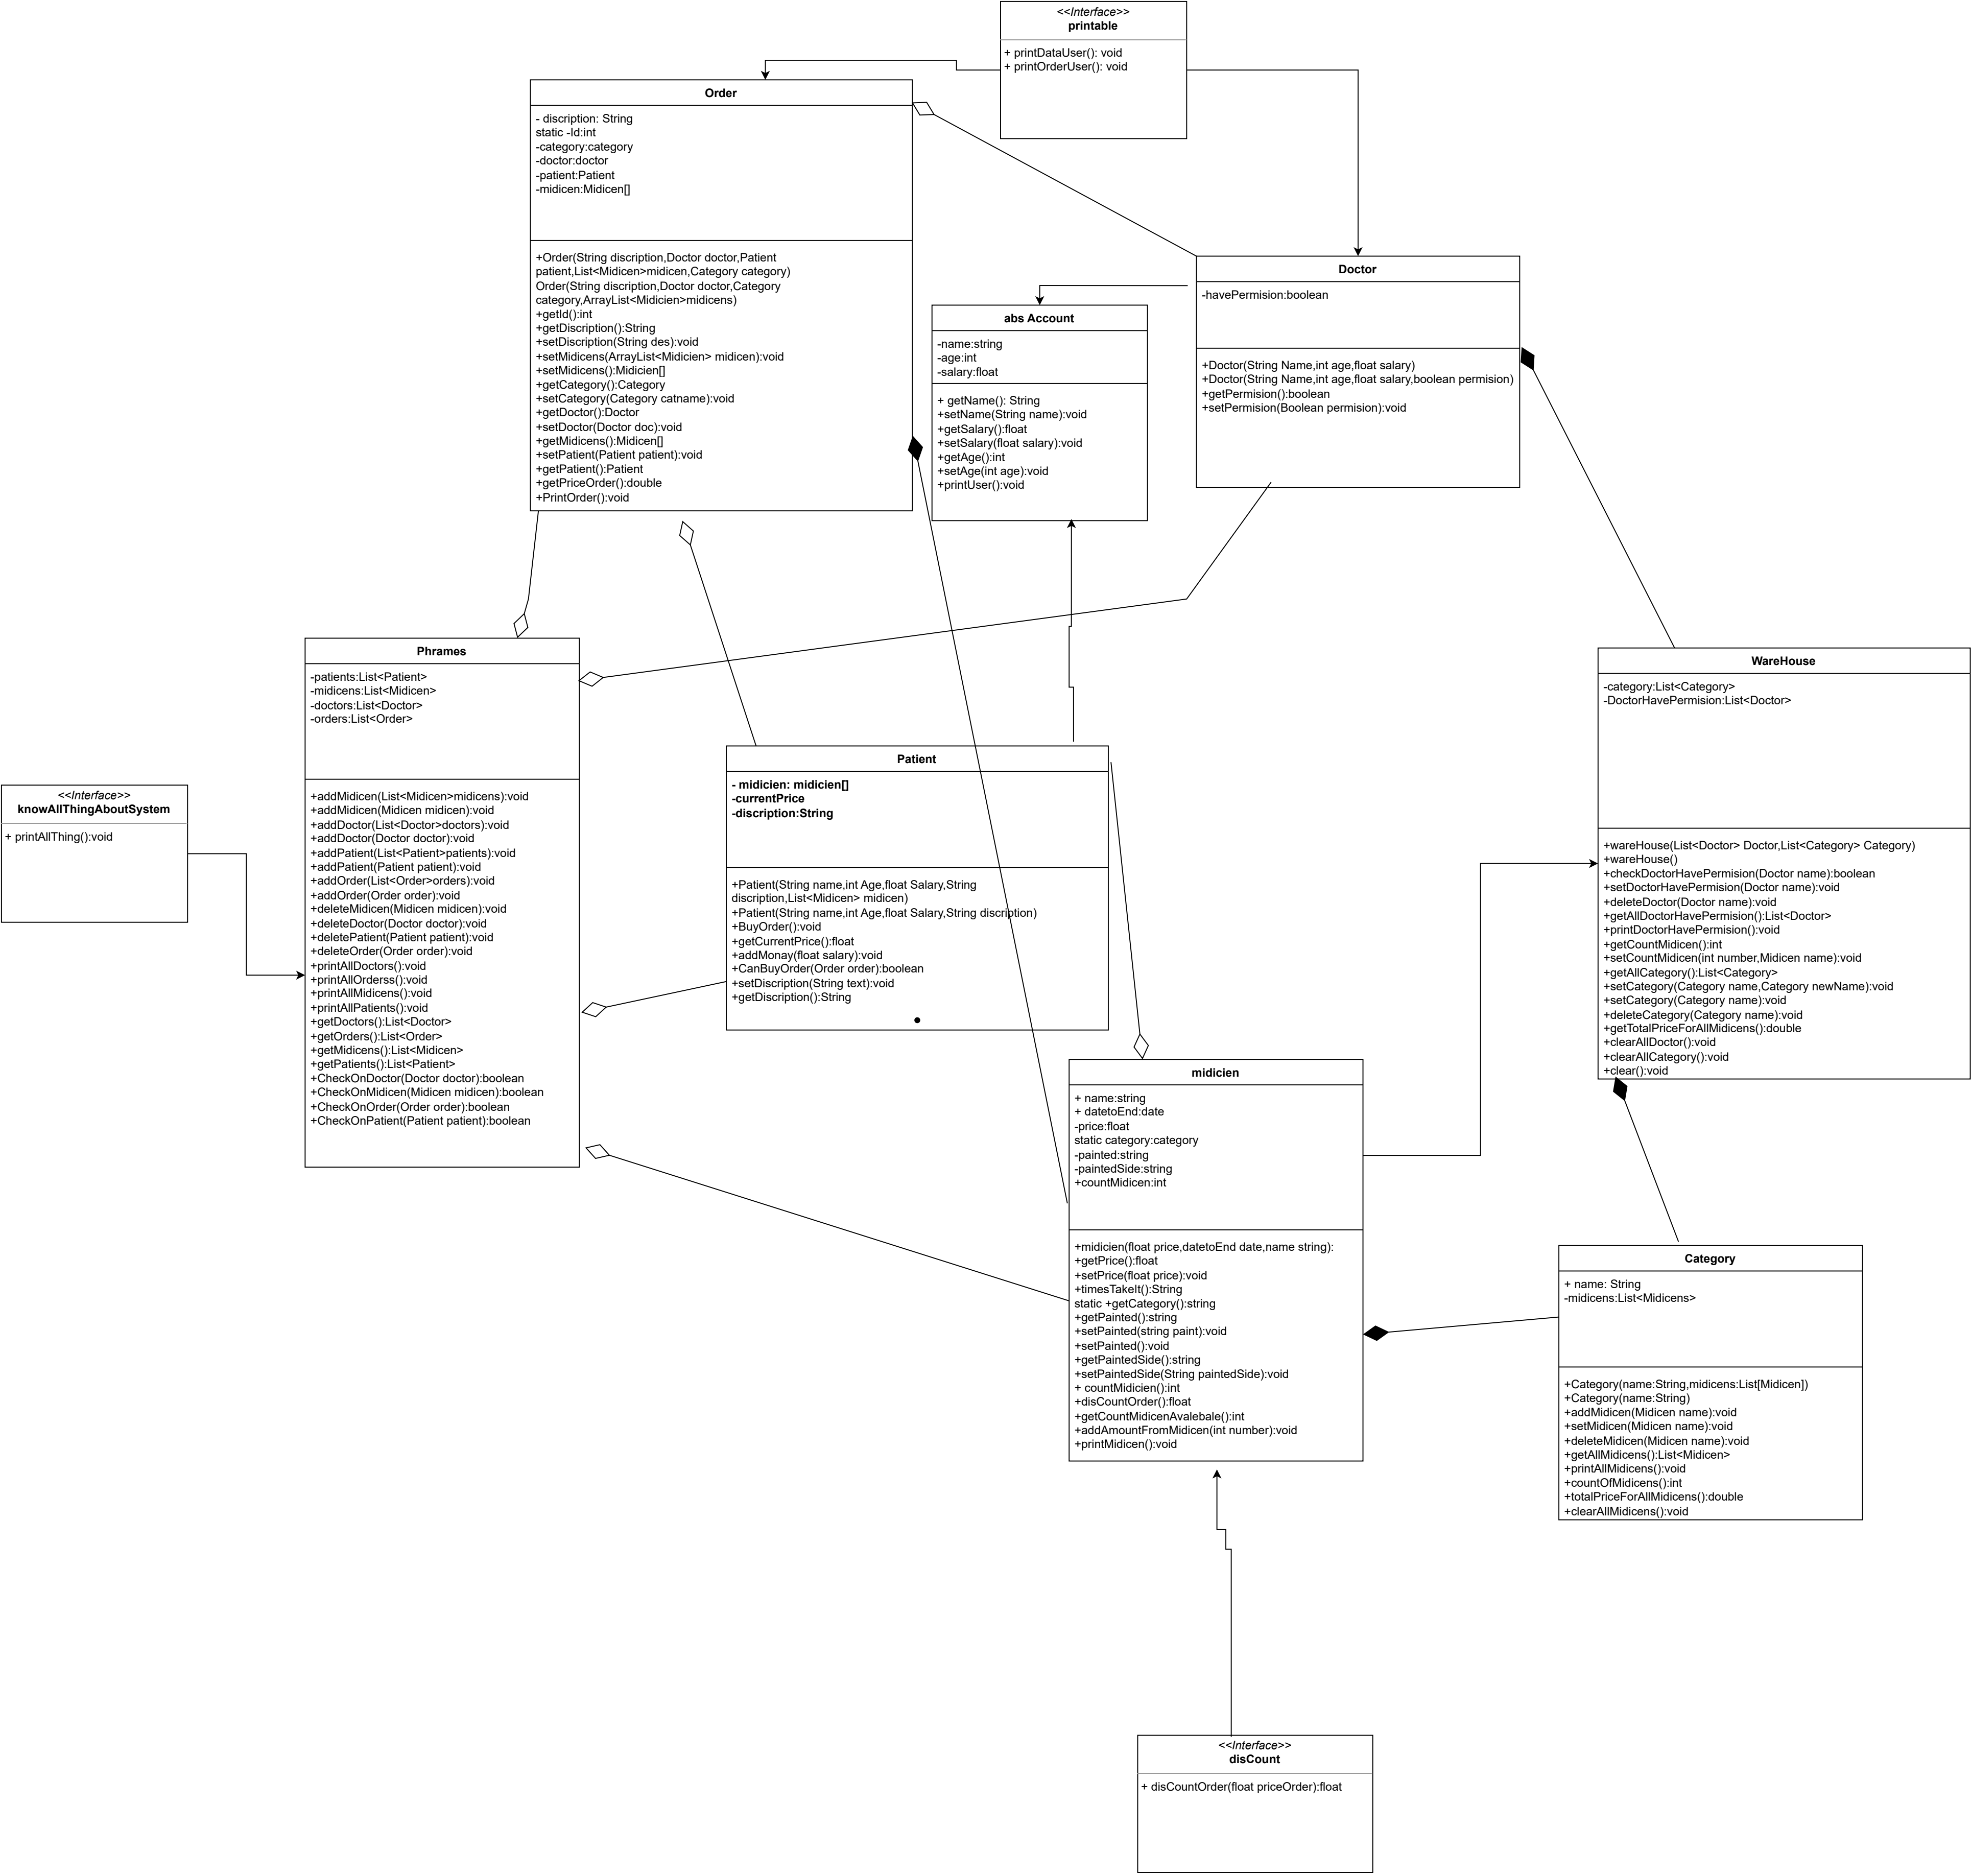 <<Interface>>
printable
+ printDataUser(): void
+ printOrderUser(): void
Order
- discription: String
static -Id:int
-category:category
-doctor:doctor
-patient:Patient
-midicen:Midicen[]
+Order(String discription,Doctor doctor,Patient
patient,List<Midicen>midicen,Category category)
Order(String discription,Doctor doctor,Category
category,ArrayList<Midicien>midicens)
+getId():int
+getDiscription():String
+setDiscription(String des):void
+setMidicens(ArrayList<Midicien> midicen):void
+setMidicens():Midicien[]
+getCategory():Category
+setCategory(Category catname):void
+getDoctor():Doctor
+setDoctor(Doctor doc):void
+getMidicens():Midicen[]
+setPatient(Patient patient):void
+getPatient():Patient
+getPriceOrder():double
+PrintOrder():void
Doctor
-havePermision:boolean
+Doctor(String Name,int age,float salary)
+Doctor(String Name,int age,float salary,boolean permision)
+getPermision():boolean
+setPermision(Boolean permision):void
abs Account
-name:string
-age:int
-salary:float
+ getName(): String
+setName(String name):void
+getSalary():float
+setSalary(float salary):void
+getAge():int
+setAge(int age):void
+printUser():void
Phrames
-patients:List<Patient>
-midicens:List<Midicen>
-doctors:List<Doctor>
-orders:List<Order>
+addMidicen(List<Midicen>midicens):void
+addMidicen(Midicen midicen):void
+addDoctor(List<Doctor>doctors):void
+addDoctor(Doctor doctor):void
+addPatient(List<Patient>patients):void
+addPatient(Patient patient):void
+addOrder(List<Order>orders):void
+addOrder(Order order):void
+deleteMidicen(Midicen midicen):void
+deleteDoctor(Doctor doctor):void
+deletePatient(Patient patient):void
+deleteOrder(Order order):void
+printAllDoctors():void
+printAllOrderss():void
+printAllMidicens():void
+printAllPatients():void
+getDoctors():List<Doctor>
+getOrders():List<Order>
+getMidicens():List<Midicen>
+getPatients():List<Patient>
+CheckOnDoctor(Doctor doctor):boolean
+CheckOnMidicen(Midicen midicen):boolean
+CheckOnOrder(Order order):boolean
+CheckOnPatient(Patient patient):boolean
WareHouse
-category:List<Category>
-DoctorHavePermision:List<Doctor>
+wareHouse(List<Doctor> Doctor,List<Category> Category)
+wareHouse()
+checkDoctorHavePermision(Doctor name):boolean
+setDoctorHavePermision(Doctor name):void
+deleteDoctor(Doctor name):void
+getAllDoctorHavePermision():List<Doctor>
+printDoctorHavePermision():void
+getCountMidicen():int
+setCountMidicen(int number,Midicen name):void
+getAllCategory():List<Category>
+setCategory(Category name,Category newName):void
+setCategory(Category name):void
+deleteCategory(Category name):void
+getTotalPriceForAllMidicens():double
+clearAllDoctor():void
+clearAllCategory():void
+clear():void
Patient
- midicien: midicien[]
-currentPrice
-discription:String
+Patient(String name,int Age,float Salary,String
discription,List<Midicen> midicen)
+Patient(String name,int Age,float Salary,String discription)
+BuyOrder():void
+getCurrentPrice():float
+addMonay(float salary):void
+CanBuyOrder(Order order):boolean
+setDiscription(String text):void
+getDiscription():String
<<Interface>>
knowAllThingAboutSystem
+ printAllThing():void
midicien
+ name:string
+ datetoEnd:date
-price:float
static category:category
-painted:string
-paintedSide:string
+countMidicen:int
+midicien(float price,datetoEnd date,name string):
+getPrice():float
+setPrice(float price):void
+timesTakeIt():String
static +getCategory():string
+getPainted():string
+setPainted(string paint):void
+setPainted():void
+getPaintedSide():string
+setPaintedSide(String paintedSide):void
+ countMidicien():int
+disCountOrder():float
+getCountMidicenAvalebale():int
+addAmountFromMidicen(int number):void
+printMidicen():void
Category
+ name: String
-midicens:List<Midicens>
+Category(name:String,midicens:List[Midicen])
+Category(name:String)
+addMidicen(Midicen name):void
+setMidicen(Midicen name):void
+deleteMidicen(Midicen name):void
+getAllMidicens():List<Midicen>
+printAllMidicens():void
+countOfMidicens():int
+totalPriceForAllMidicens():double
+clearAllMidicens():void
<<Interface>>
disCount
+ disCountOrder(float priceOrder):float